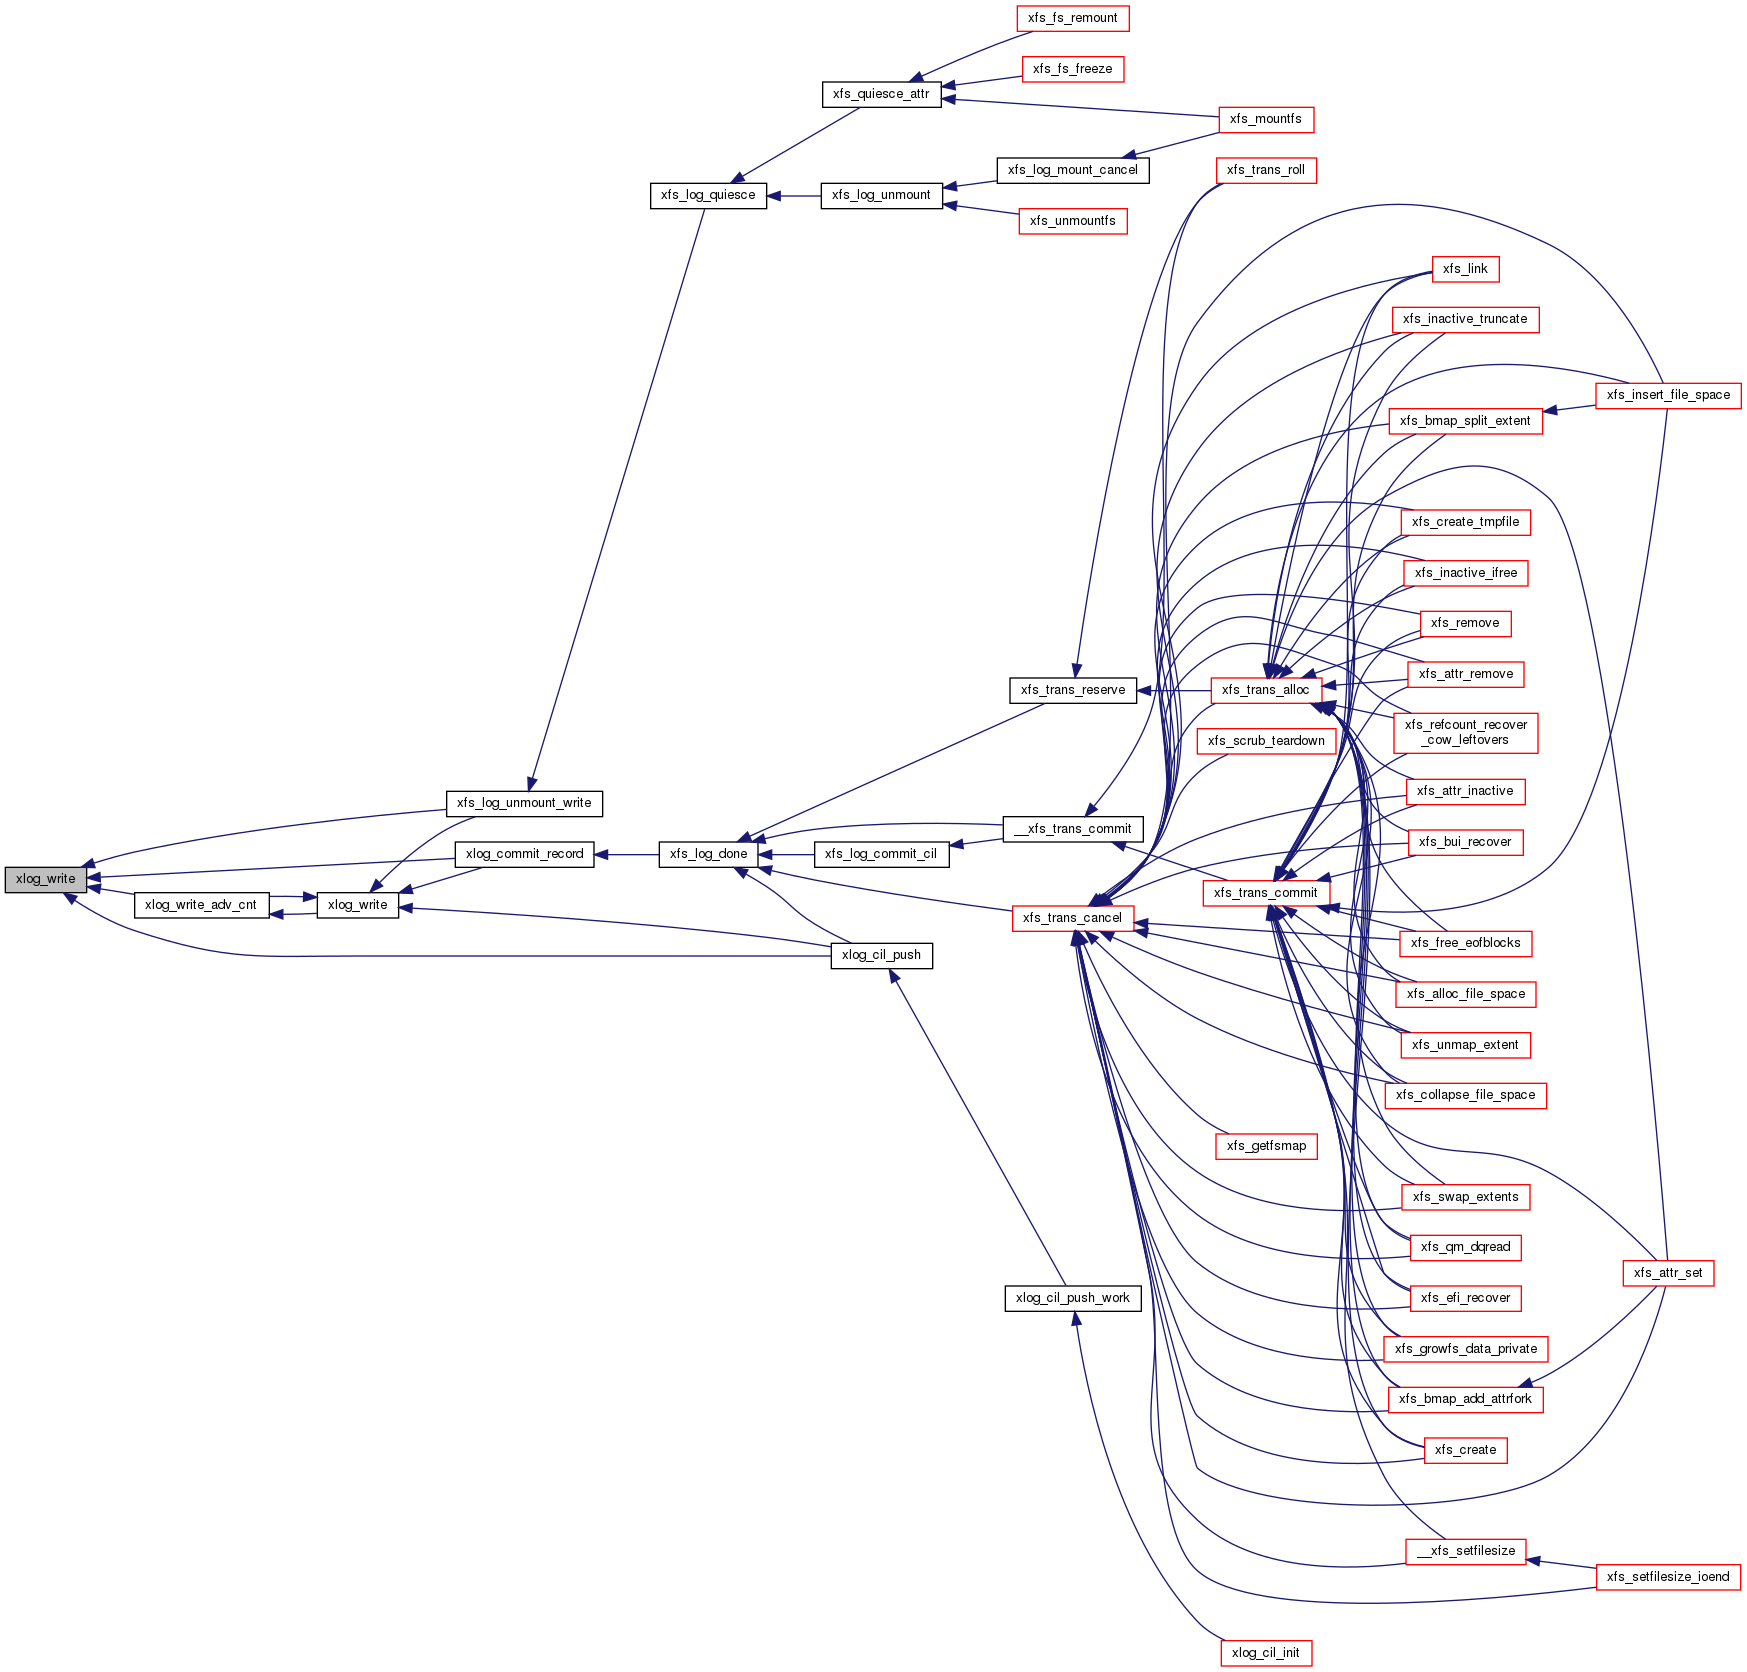 xfs_fs_remount
xfs_fs_freeze
xfs_quiesce_attr
xfs_mountfs
xfs_log_mount_cancel
xfs_trans_roll
xfs_log_quiesce
xfs_log_unmount
xfs_unmountfs
xfs_link
xfs_inactive_truncate
xfs_insert_file_space
xfs_bmap_split_extent
xfs_create_tmpfile
xfs_inactive_ifree
xfs_remove
xfs_attr_remove
xfs_trans_reserve
xfs_trans_alloc
xfs_refcount_recover
_cow_leftovers
xfs_scrub_teardown
xfs_attr_inactive
xfs_log_unmount_write
__xfs_trans_commit
xfs_bui_recover
xlog_commit_record
xfs_log_done
xfs_log_commit_cil
xlog_write
xfs_trans_commit
xlog_write_adv_cnt
xlog_write
xfs_trans_cancel
xfs_free_eofblocks
xlog_cil_push
xfs_alloc_file_space
xfs_unmap_extent
xfs_collapse_file_space
xfs_getfsmap
xfs_swap_extents
xfs_qm_dqread
xfs_attr_set
xlog_cil_push_work
xfs_efi_recover
xfs_growfs_data_private
xfs_bmap_add_attrfork
xfs_create
__xfs_setfilesize
xfs_setfilesize_ioend
xlog_cil_init